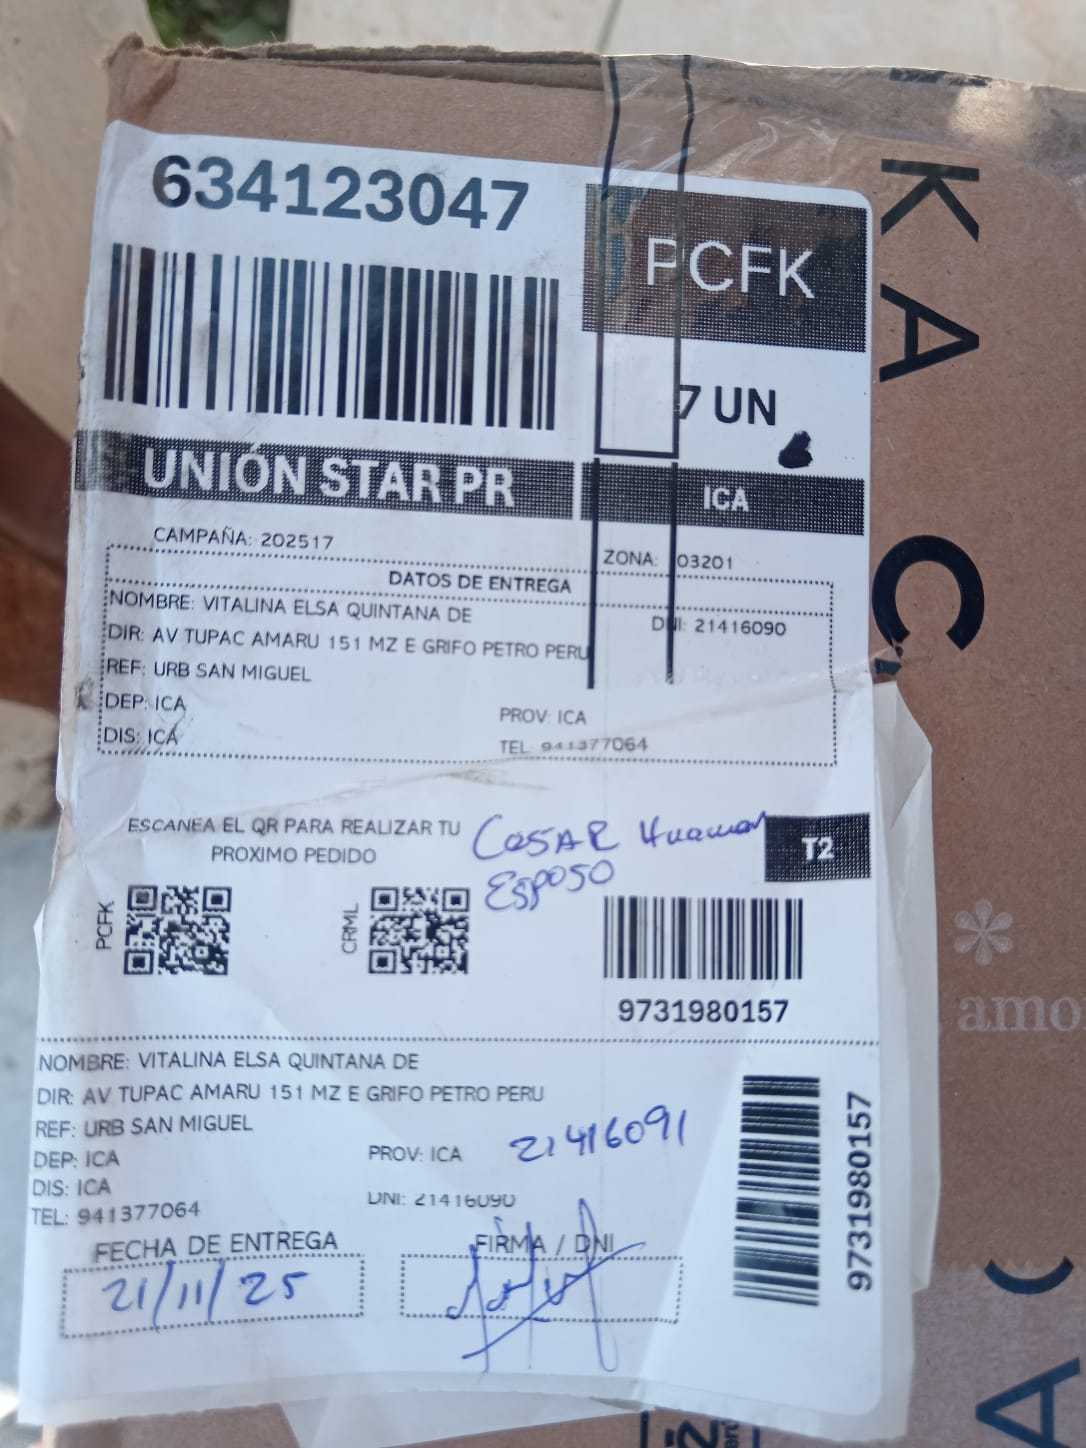 634123047
PCFK
7 UN
UNIÓN STAR PR
ICA
CAMPAÑA: 202517
ZONA: 03201
DATOS DE ENTREGA
NOMBRE: VITALINA ELSA QUINTANA DE
DNI: 21416090
DIR: AV TUPAC AMARU 151 MZ E GRIFO PETRO PERU
REF: URB SAN MIGUEL
DEP: ICA
PROV: ICA
DIS: ICA
TEL: 941377064
ESCANEA EL QR PARA REALIZAR TU
PROXIMO PEDIDO
CESAR Huaman
ESPOSO
T2
PCFK
CRML
9731980157
NOMBRE: VITALINA ELSA QUINTANA DE
DIR: AV TUPAC AMARU 151 MZ E GRIFO PETRO PERU
REF: URB SAN MIGUEL
DEP: ICA
PROV: ICA
21416091
DIS: ICA
DNI: 21416090
TEL: 941377064
FECHA DE ENTREGA
FIRMA / DNI
21/11/25
9731980157
KA C
amo
A